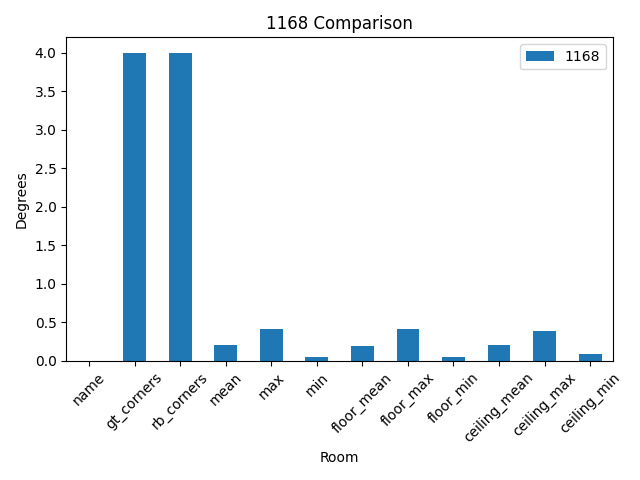 1168 Comparison
1168
Degrees
4.0
3.5
3.0
2.5
2.0
1.5
1.0
0.5
0.0
name
gt_corners
rb_corners
mean
max
min
floor_mean
floor_max
floor_min
ceiling_mean
ceiling_max
ceiling_min
Room